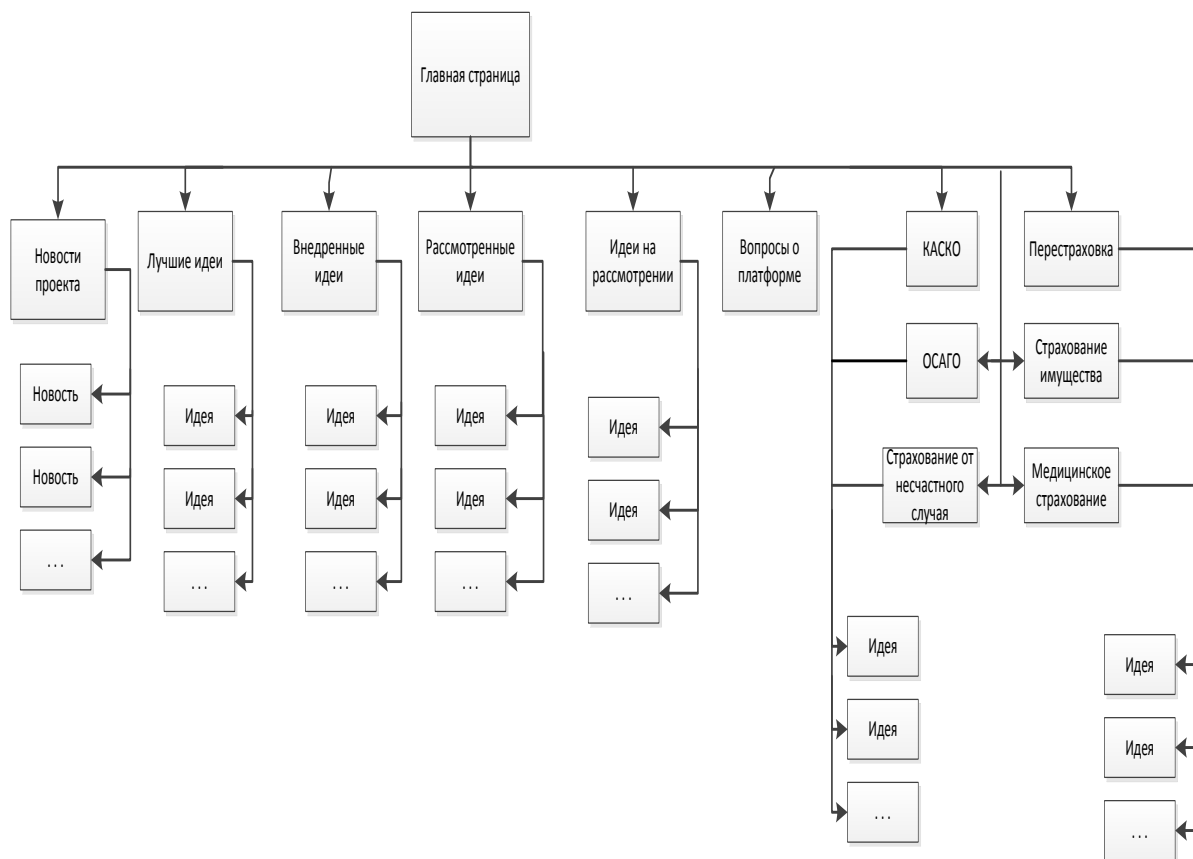 Главная страница
Новости
проекта
Лучшие идеи
Внедренные
идеи
Рассмотренные
идеи
Идеи на
рассмотрении
Вопросы о
платформе
КАСКО
Перестраховка
ОСАГО
Страхование
имущества
Страхование от
несчастного
случая
Медицинское
страхование
Новость
Новость
...
Идея
Идея
...
Идея
Идея
...
Идея
Идея
...
Идея
Идея
...
Идея
Идея
...
Идея
Идея
...